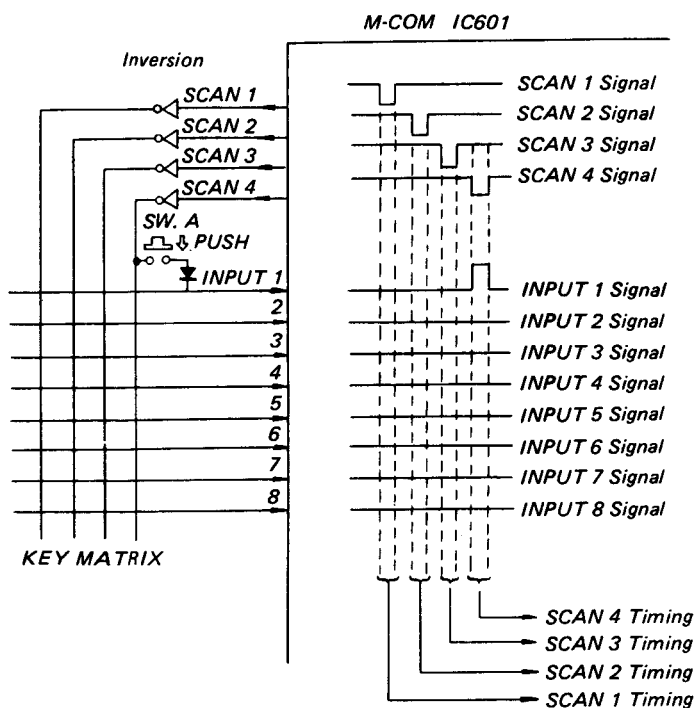 M-COM IC601
Inversion
SCAN 1
SCAN 2
SCAN 3
SCAN 4
SW. A
PUSH
INPUT 1
2
3
4
5
6
7
8
KEY MATRIX
SCAN 1 Signal
SCAN 2 Signal
SCAN 3 Signal
SCAN 4 Signal
INPUT 1 Signal
INPUT 2 Signal
INPUT 3 Signal
INPUT 4 Signal
INPUT 5 Signal
INPUT 6 Signal
INPUT 7 Signal
INPUT 8 Signal
SCAN 4 Timing
SCAN 3 Timing
SCAN 2 Timing
SCAN 1 Timing